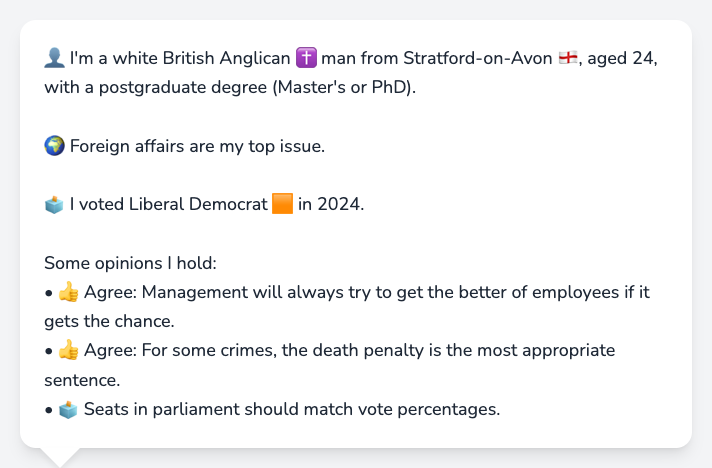 👤 I'm a white British Anglican ✝️ man from Stratford-on-Avon 🏴󠁧󠁢󠁥󠁮󠁧󠁿, aged 24,
with a postgraduate degree (Master's or PhD).
🌍 Foreign affairs are my top issue.
🗳️ I voted Liberal Democrat 🟧 in 2024.
Some opinions I hold:
• 👍 Agree: Management will always try to get the better of employees if it
gets the chance.
• 👍 Agree: For some crimes, the death penalty is the most appropriate
sentence.
• 🗳️ Seats in parliament should match vote percentages.